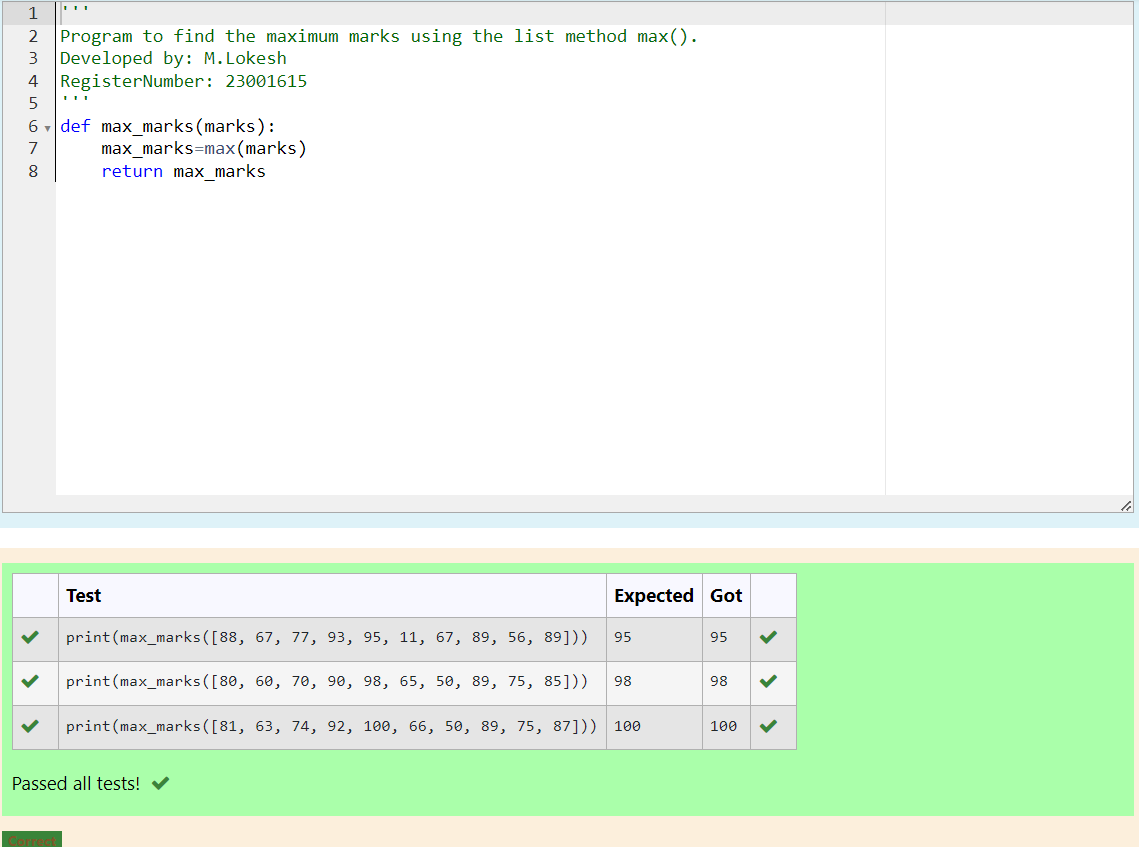 1 '''
2 Program to find the maximum marks using the list method max().
3 Developed by: M.Lokesh
4 RegisterNumber: 23001615
5 '''
6 def max_marks(marks):
7     max_marks=max(marks)
8     return max_marks
Test Expected Got
print(max_marks([88, 67, 77, 93, 95, 11, 67, 89, 56, 89])) 95 95
print(max_marks([80, 60, 70, 90, 98, 65, 50, 89, 75, 85])) 98 98
print(max_marks([81, 63, 74, 92, 100, 66, 50, 89, 75, 87])) 100 100
Passed all tests!
Correct